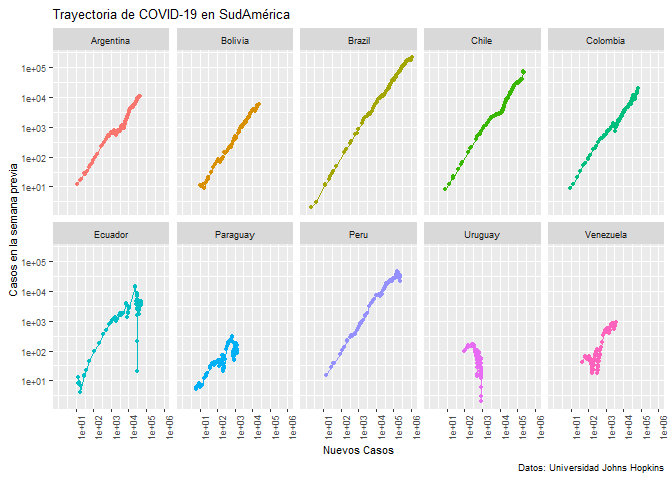 Trayectoria de COVID-19 en SudAmérica
Argentina
Bolivia
Brazil
Chile
Colombia
1e+05
1e+04
1e+03
1e+02
1e+01
Casos en la semana previa
Ecuador
Paraguay
Peru
Uruguay
Venezuela
1e+05
1e+04
1e+03
1e+02
1e+01
1e+01 1e+02 1e+03 1e+04 1e+05 1e+06
1e+01 1e+02 1e+03 1e+04 1e+05 1e+06
1e+01 1e+02 1e+03 1e+04 1e+05 1e+06
1e+01 1e+02 1e+03 1e+04 1e+05 1e+06
1e+01 1e+02 1e+03 1e+04 1e+05 1e+06
Nuevos Casos
Datos: Universidad Johns Hopkins